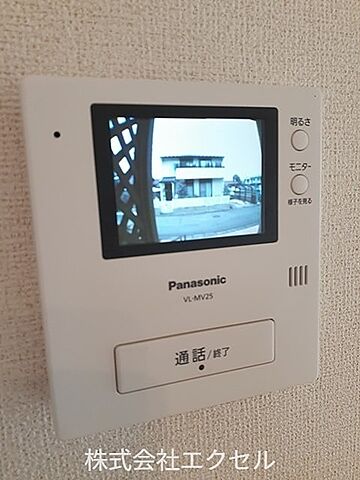 明るさ
モニター
様子を見る
Panasonic
VL-MV25
通話/終了
株式会社エクセル